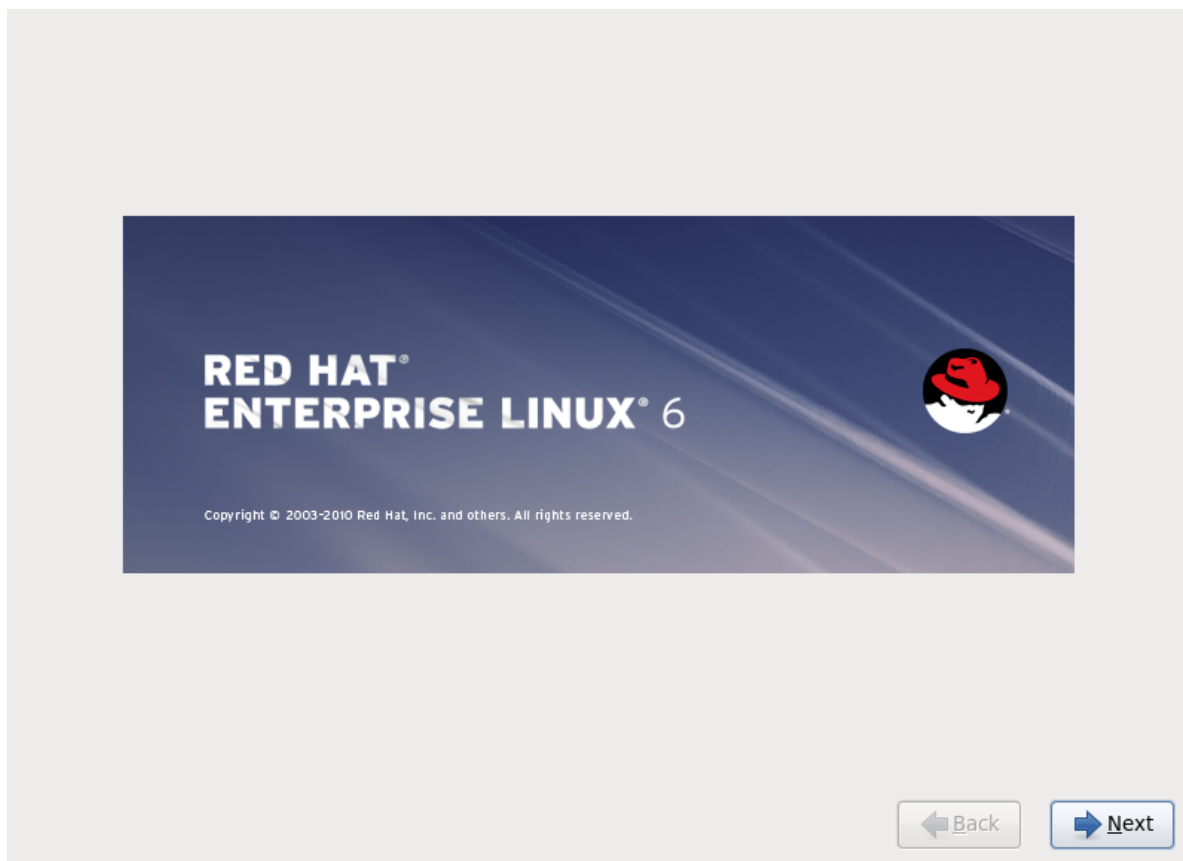 RED HAT®
ENTERPRISE LINUX® 6
Copyright © 2003-2010 Red Hat, Inc. and others. All rights reserved.
Back
Next